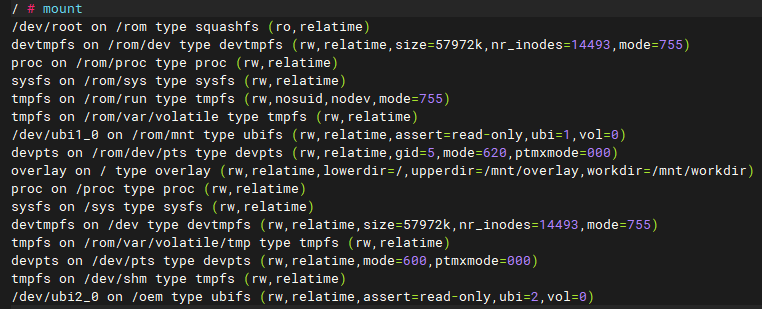 / # mount
/dev/root on /rom type squashfs (ro,relatime)
devtmpfs on /rom/dev type devtmpfs (rw,relatime,size=57972k,nr_inodes=14493,mode=755)
proc on /rom/proc type proc (rw,relatime)
sysfs on /rom/sys type sysfs (rw,relatime)
tmpfs on /rom/run type tmpfs (rw,nosuid,nodev,mode=755)
tmpfs on /rom/var/volatile type tmpfs (rw,relatime)
/dev/ubi1_0 on /rom/mnt type ubifs (rw,relatime,assert=read-only,ubi=1,vol=0)
devpts on /rom/dev/pts type devpts (rw,relatime,gid=5,mode=620,ptmxmode=000)
overlay on / type overlay (rw,relatime,lowerdir=/,upperdir=/mnt/overlay,workdir=/mnt/workdir)
proc on /proc type proc (rw,relatime)
sysfs on /sys type sysfs (rw,relatime)
devtmpfs on /dev type devtmpfs (rw,relatime,size=57972k,nr_inodes=14493,mode=755)
tmpfs on /rom/var/volatile/tmp type tmpfs (rw,relatime)
devpts on /dev/pts type devpts (rw,relatime,mode=600,ptmxmode=000)
tmpfs on /dev/shm type tmpfs (rw,relatime)
/dev/ubi2_0 on /oem type ubifs (rw,relatime,assert=read-only,ubi=2,vol=0)